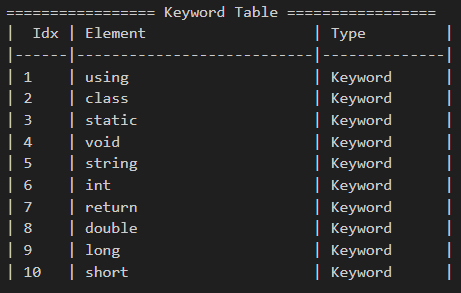 ================= Keyword Table =================
|  Idx | Element                 | Type         |
|------|-------------------------|--------------|
| 1    | using                   | Keyword      |
| 2    | class                   | Keyword      |
| 3    | static                  | Keyword      |
| 4    | void                    | Keyword      |
| 5    | string                  | Keyword      |
| 6    | int                     | Keyword      |
| 7    | return                  | Keyword      |
| 8    | double                  | Keyword      |
| 9    | long                    | Keyword      |
| 10   | short                   | Keyword      |